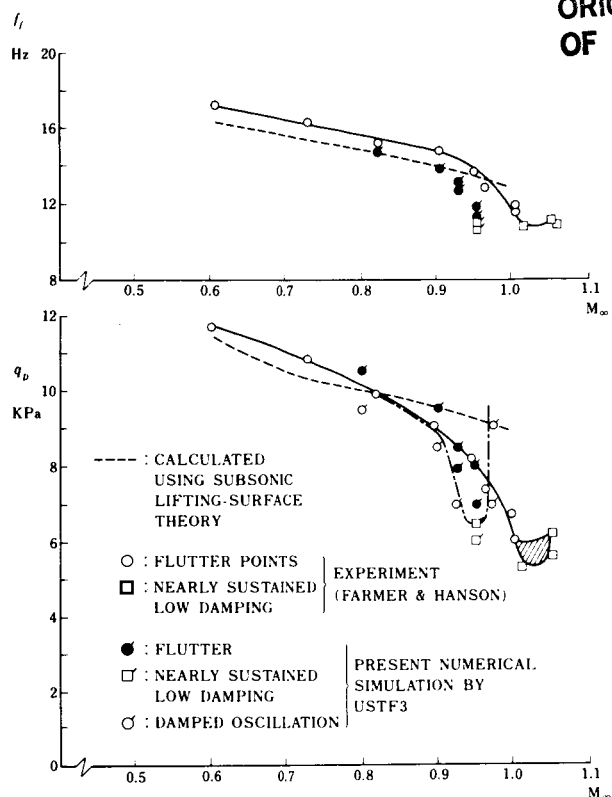 ORIG
OF
f_f
Hz
20
16
12
8
0.5 0.6 0.7 0.8 0.9 1.0 1.1
M∞
12
q_D
10
KPa
8
6
4
2
0
---- : CALCULATED
USING SUBSONIC
LIFTING-SURFACE
THEORY
○ : FLUTTER POINTS
□ : NEARLY SUSTAINED
LOW DAMPING
EXPERIMENT
(FARMER & HANSON)
● : FLUTTER
□ : NEARLY SUSTAINED
LOW DAMPING
○ : DAMPED OSCILLATION
PRESENT NUMERICAL
SIMULATION BY
USTF3
0.5 0.6 0.7 0.8 0.9 1.0 1.1
M∞